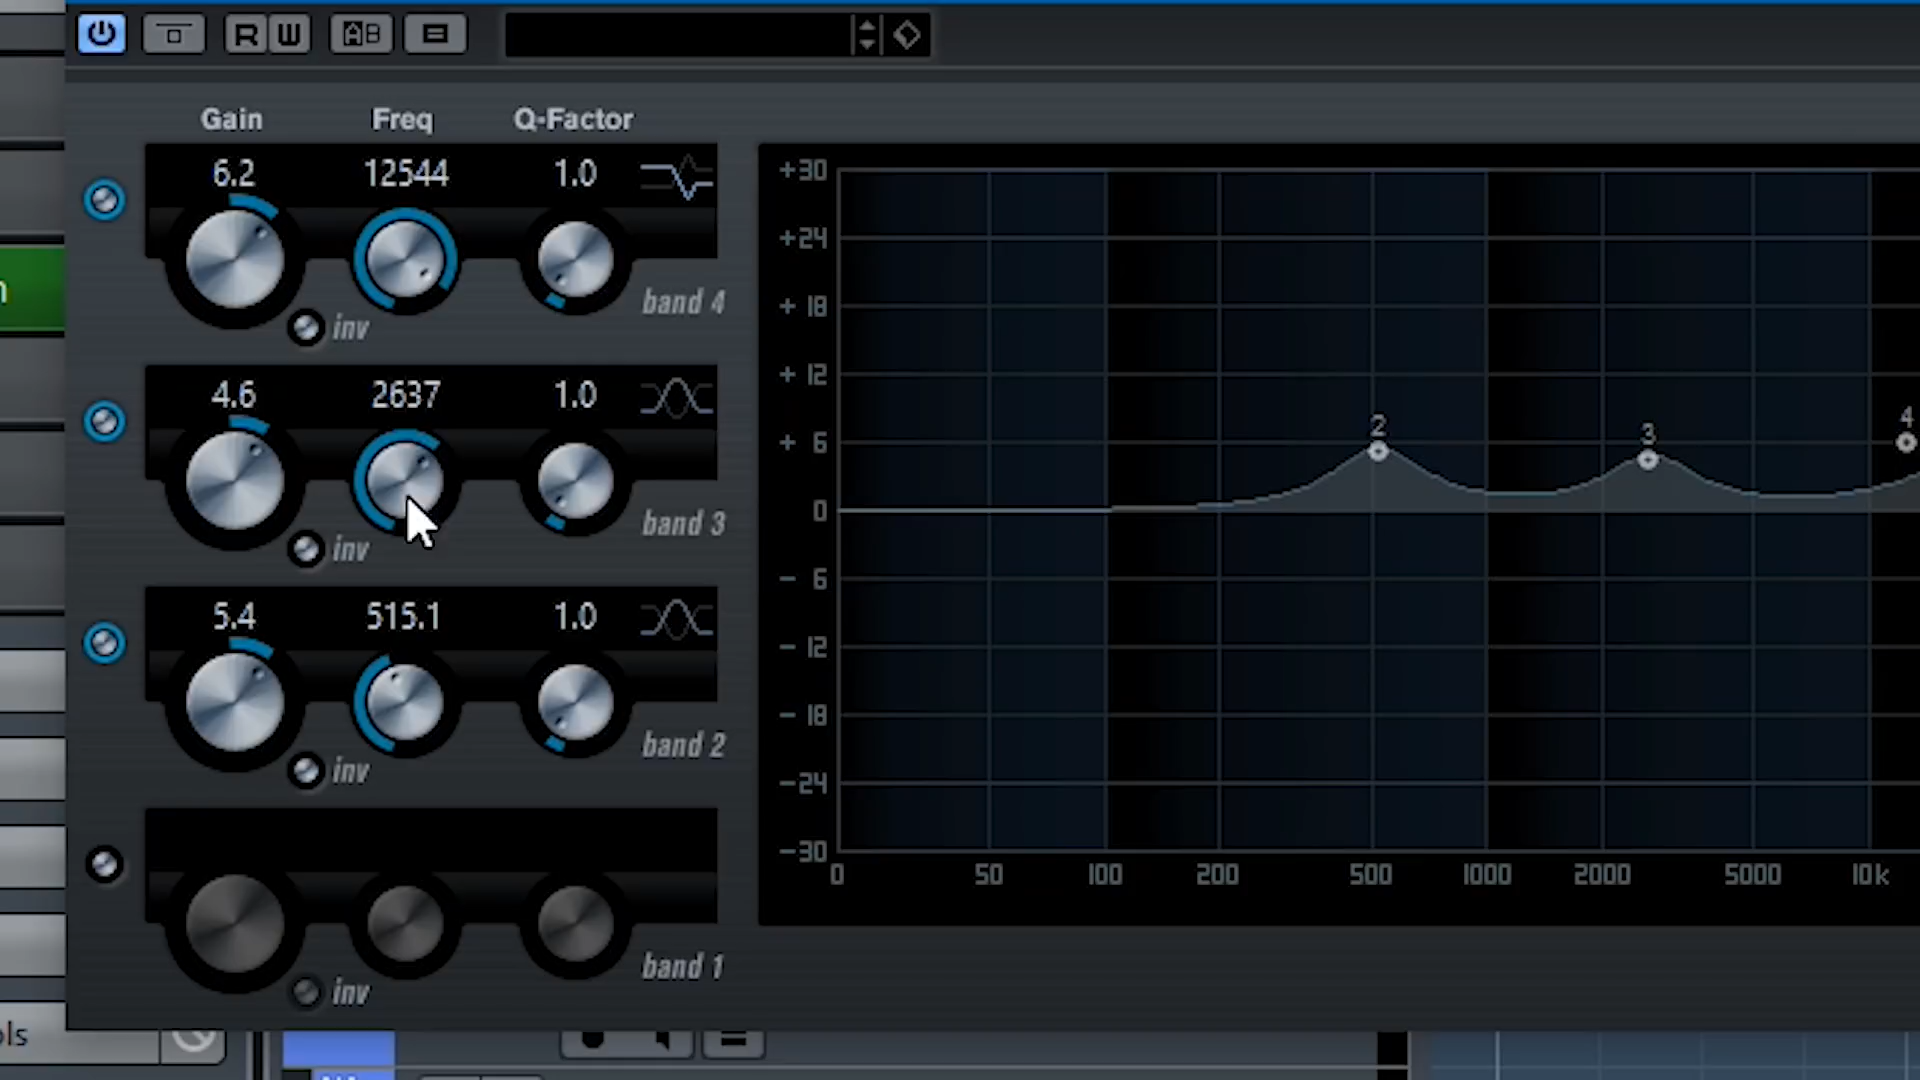 R W AB
Gain Freq Q-Factor
6.2 12544 1.0
inv band 4
4.6 2637 1.0
inv band 3
5.4 515.1 1.0
inv band 2
inv band 1
+30
+24
+ 18
+ 12
+ 6
0
− 6
− 12
− 18
−24
−30
2 3 4
0 50 100 200 500 1000 2000 5000 10k
ols